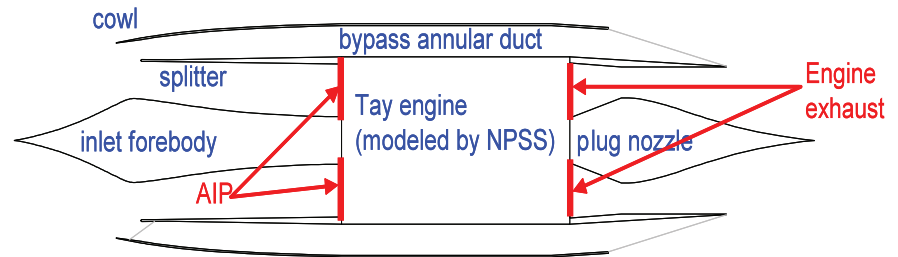 cowl
bypass annular duct
splitter
Engine
exhaust
Tay engine
(modeled by NPSS)
inlet forebody
plug nozzle
AIP